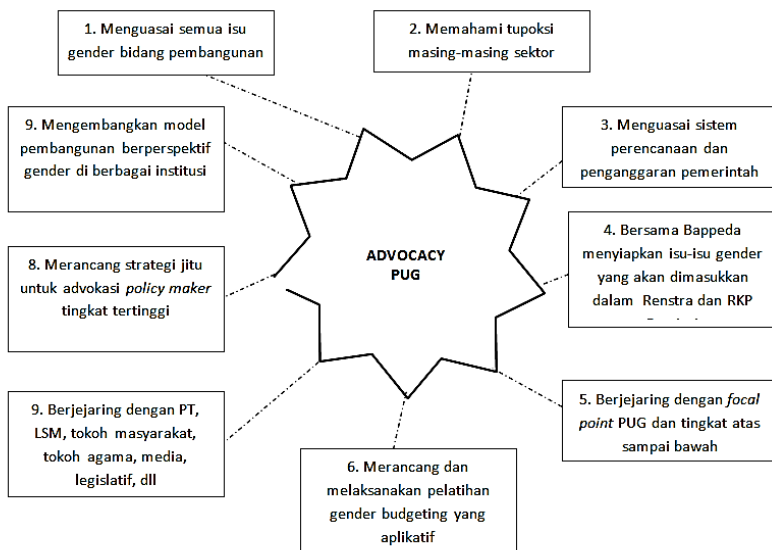 1. Menguasai semua isu
gender bidang pembangunan
2. Memahami tupoksi
masing-masing sektor
9. Mengembangkan model
pembangunan berperspektif
gender di berbagai institusi
3. Menguasai sistem
perencanaan dan
penganggaran pemerintah
ADVOCACY
PUG
8. Merancang strategi jitu
untuk advokasi policy maker
tingkat tertinggi
4. Bersama Bappeda
menyiapkan isu-isu gender
yang akan dimasukkan
dalam Renstra dan RKP
9. Berjejaring dengan PT,
LSM, tokoh masyarakat,
tokoh agama, media,
legislatif, dll
5. Berjejaring dengan focal
point PUG dan tingkat atas
sampai bawah
6. Merancang dan
melaksanakan pelatihan
gender budgeting yang
aplikatif